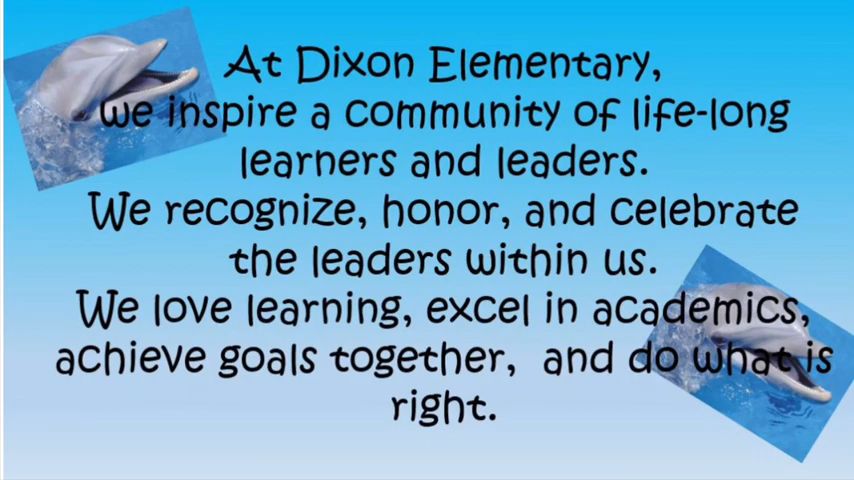 At Dixon Elementary,
we inspire a community of life-long
learners and leaders.
We recognize, honor, and celebrate
the leaders within us.
We love learning, excel in academics,
achieve goals together, and do what is
right.